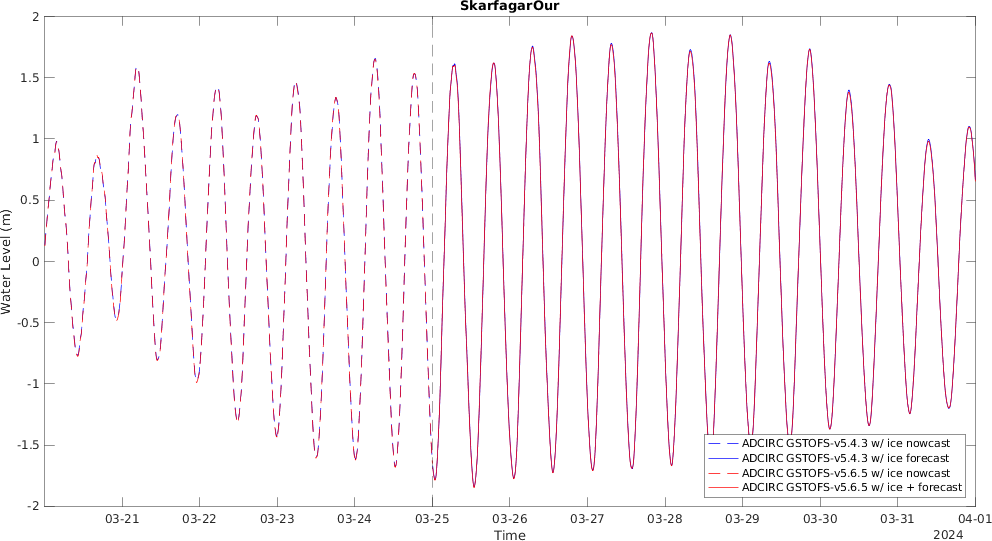 SkarfagarOur
2
1.5
1
0.5
0
-0.5
-1
-1.5
-2
Water Level (m)
ADCIRC GSTOFS-v5.4.3 w/ ice nowcast
ADCIRC GSTOFS-v5.4.3 w/ ice forecast
ADCIRC GSTOFS-v5.6.5 w/ ice nowcast
ADCIRC GSTOFS-v5.6.5 w/ ice + forecast
03-21 03-22 03-23 03-24 03-25 03-26 03-27 03-28 03-29 03-30 03-31 04-01
Time
2024